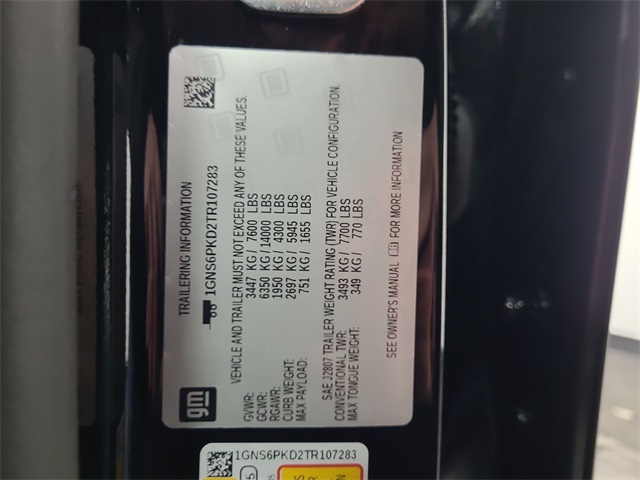 gm
TRAILERING INFORMATION
1GNS6PKD2TR107283
VEHICLE AND TRAILER MUST NOT EXCEED ANY OF THESE VALUES.
GVWR: 3447 KG / 7600 LBS
GCWR: 6350 KG / 14000 LBS
RGAWR: 1950 KG / 4300 LBS
CURB WEIGHT: 2697 KG / 5945 LBS
MAX PAYLOAD: 751 KG / 1655 LBS
SAE J2807 TRAILER WEIGHT RATING (TWR) FOR VEHICLE CONFIGURATION.
CONVENTIONAL TWR: 3493 KG / 7700 LBS
MAX TONGUE WEIGHT: 349 KG / 770 LBS
SEE OWNER'S MANUAL FOR MORE INFORMATION
1GNS6PKD2TR107283